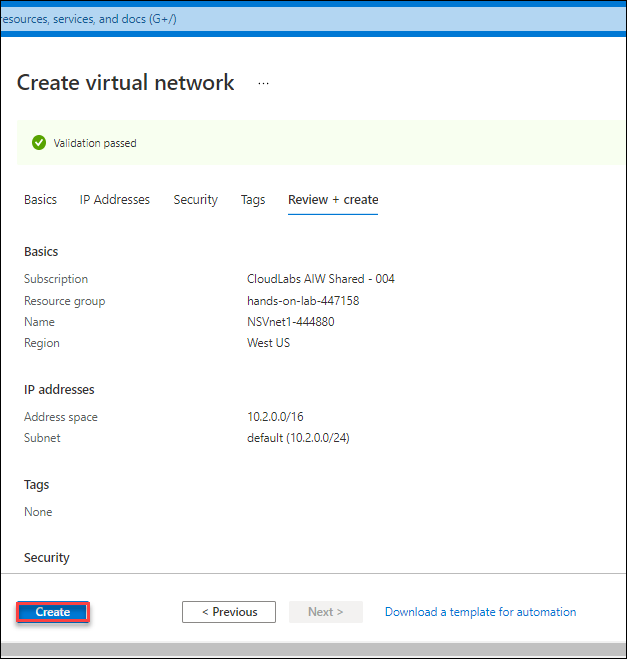 resources, services, and docs (G+/)
Create virtual network ...
Validation passed
Basics IP Addresses Security Tags Review + create
Basics
Subscription CloudLabs AIW Shared - 004
Resource group hands-on-lab-447158
Name NSVnet1-444880
Region West US
IP addresses
Address space 10.2.0.0/16
Subnet default (10.2.0.0/24)
Tags
None
Security
Create < Previous Next > Download a template for automation